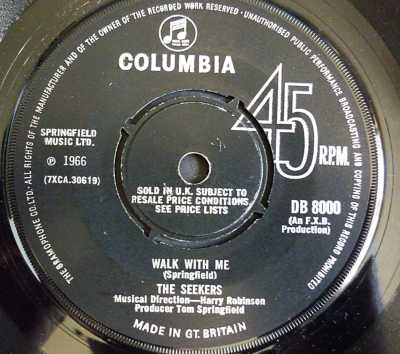 THE GRAMOPHONE CO. LTD. ALL RIGHTS OF THE MANUFACTURER AND OF THE OWNER OF THE RECORDED WORK RESERVED · UNAUTHORISED PUBLIC PERFORMANCE BROADCASTING AND COPYING OF THIS RECORD PROHIBITED
COLUMBIA
45
R.P.M.
SPRINGFIELD
MUSIC LTD.
℗ 1966
(7XCA.30619)
SOLD IN U.K. SUBJECT TO
RESALE PRICE CONDITIONS,
SEE PRICE LISTS
DB 8000
(An F.X.B.
Production)
WALK WITH ME
(Springfield)
THE SEEKERS
Musical Direction—Harry Robinson
Producer Tom Springfield
MADE IN GT. BRITAIN